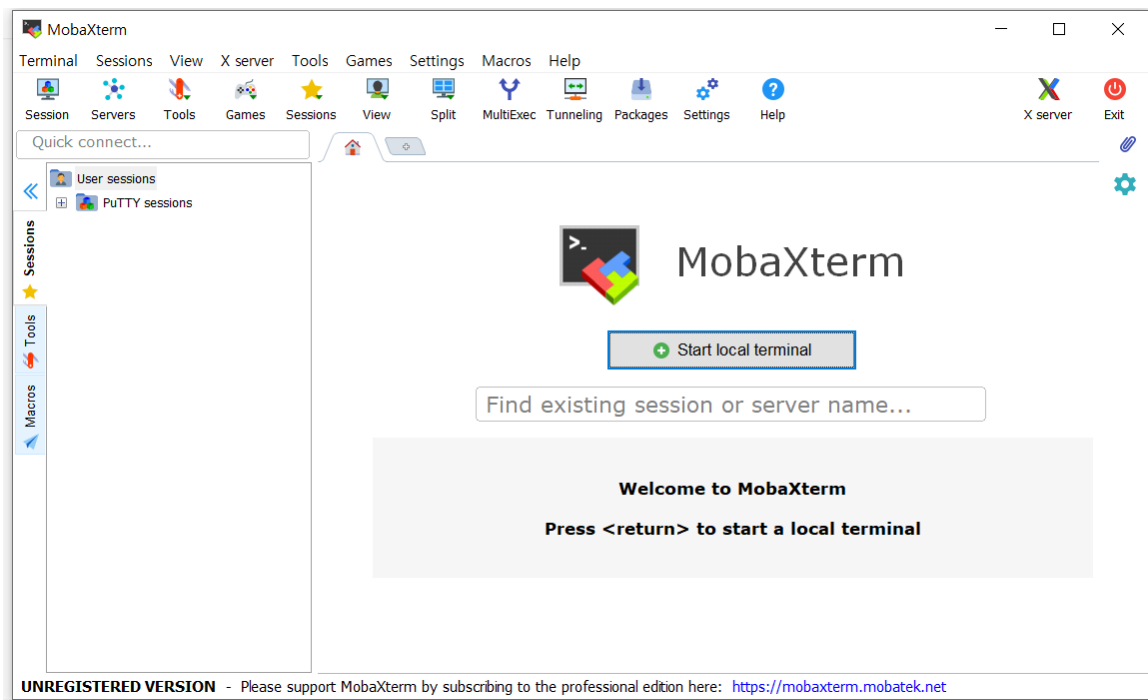 MobaXterm
Terminal Sessions View X server Tools Games Settings Macros Help
Session Servers Tools Games Sessions View Split MultiExec Tunneling Packages Settings Help X server Exit
Quick connect...
User sessions
PuTTY sessions
Sessions
Tools
Macros
>_
MobaXterm
Start local terminal
Find existing session or server name...
Welcome to MobaXterm
Press <return> to start a local terminal
UNREGISTERED VERSION - Please support MobaXterm by subscribing to the professional edition here: https://mobaxterm.mobatek.net